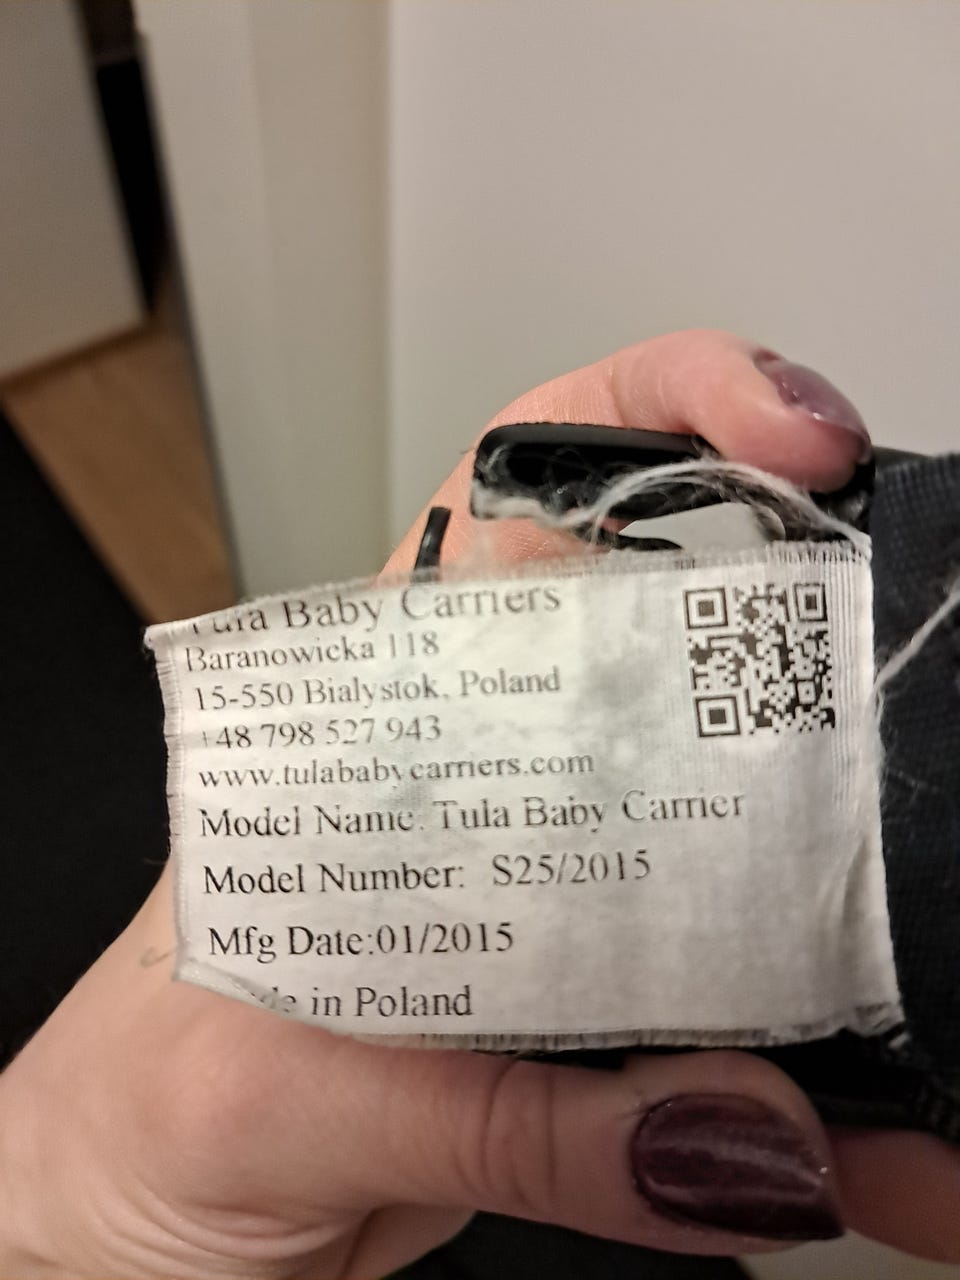 Tula Baby Carriers
Baranowicka 118
15-550 Bialystok, Poland
+48 798 527 943
www.tulababycarriers.com
Model Name: Tula Baby Carrier
Model Number: S25/2015
Mfg Date:01/2015
in Poland